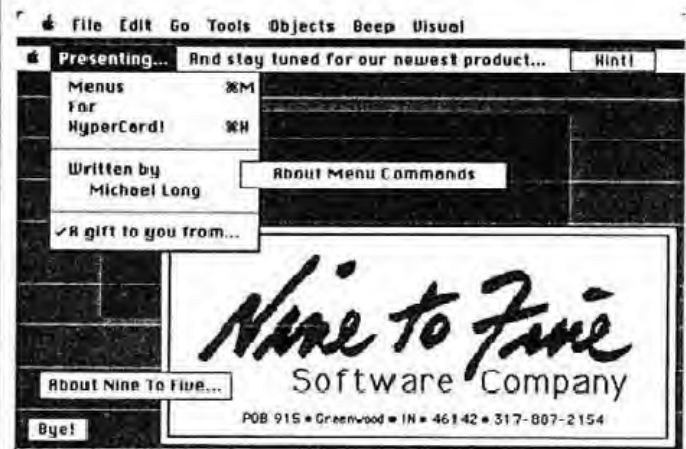 File Edit Go Tools Objects Beep Visual
Presenting... And stay tuned for our newest product... Hint!
Menus ⌘M
For
HyperCard! ⌘H
Written by
Michael Long
✓A gift to you from...
About Menu Commands
Nine to Five
Software Company
POB 915 • Greenwood • IN • 46142 • 317-887-2154
About Nine To Five...
Bye!